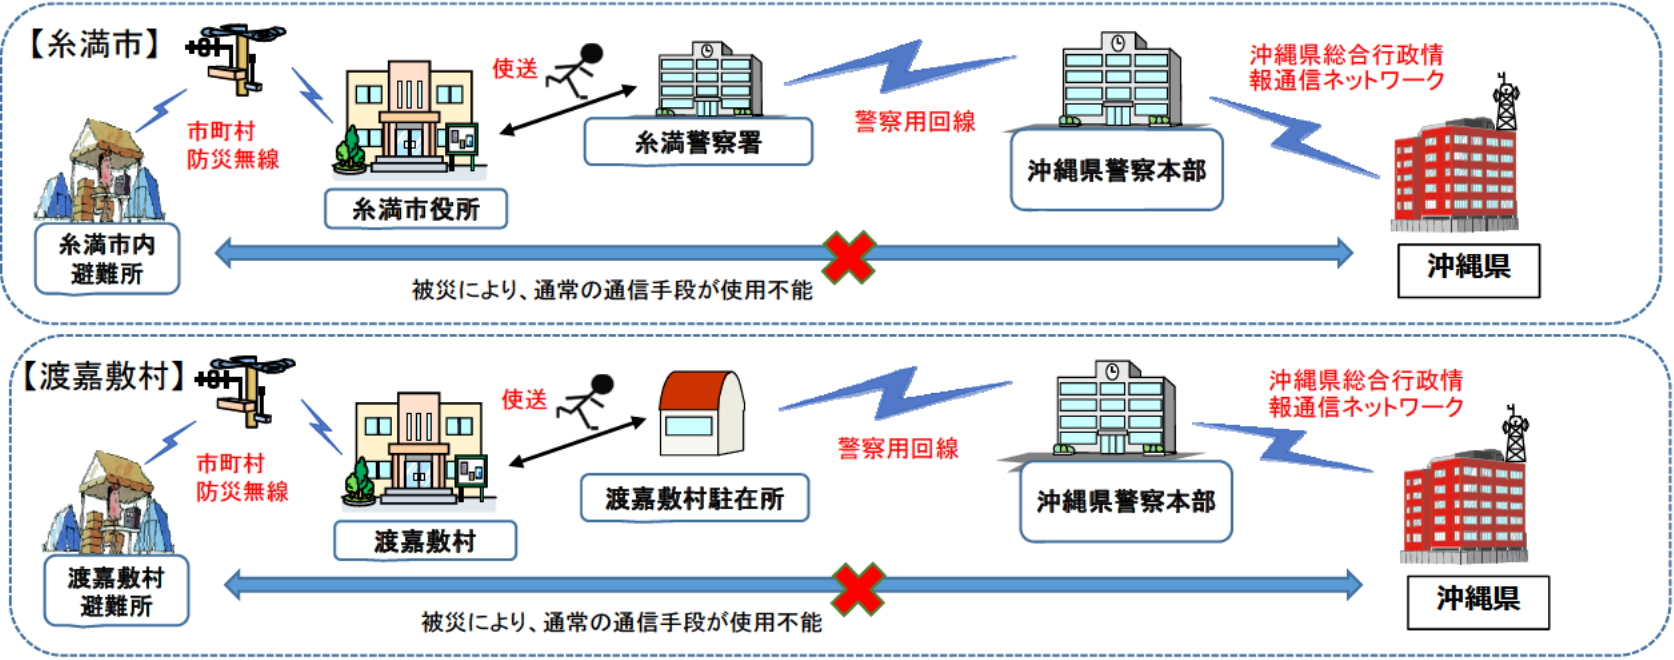 【糸満市】
使送
沖縄県総合行政情
報通信ネットワーク
市町村
防災無線
警察用回線
糸満警察署
沖縄県警察本部
糸満市役所
糸満市内
避難所
沖縄県
被災により、通常の通信手段が使用不能
【渡嘉敷村】
使送
沖縄県総合行政情
報通信ネットワーク
市町村
防災無線
警察用回線
渡嘉敷村駐在所
沖縄県警察本部
渡嘉敷村
渡嘉敷村
避難所
沖縄県
被災により、通常の通信手段が使用不能